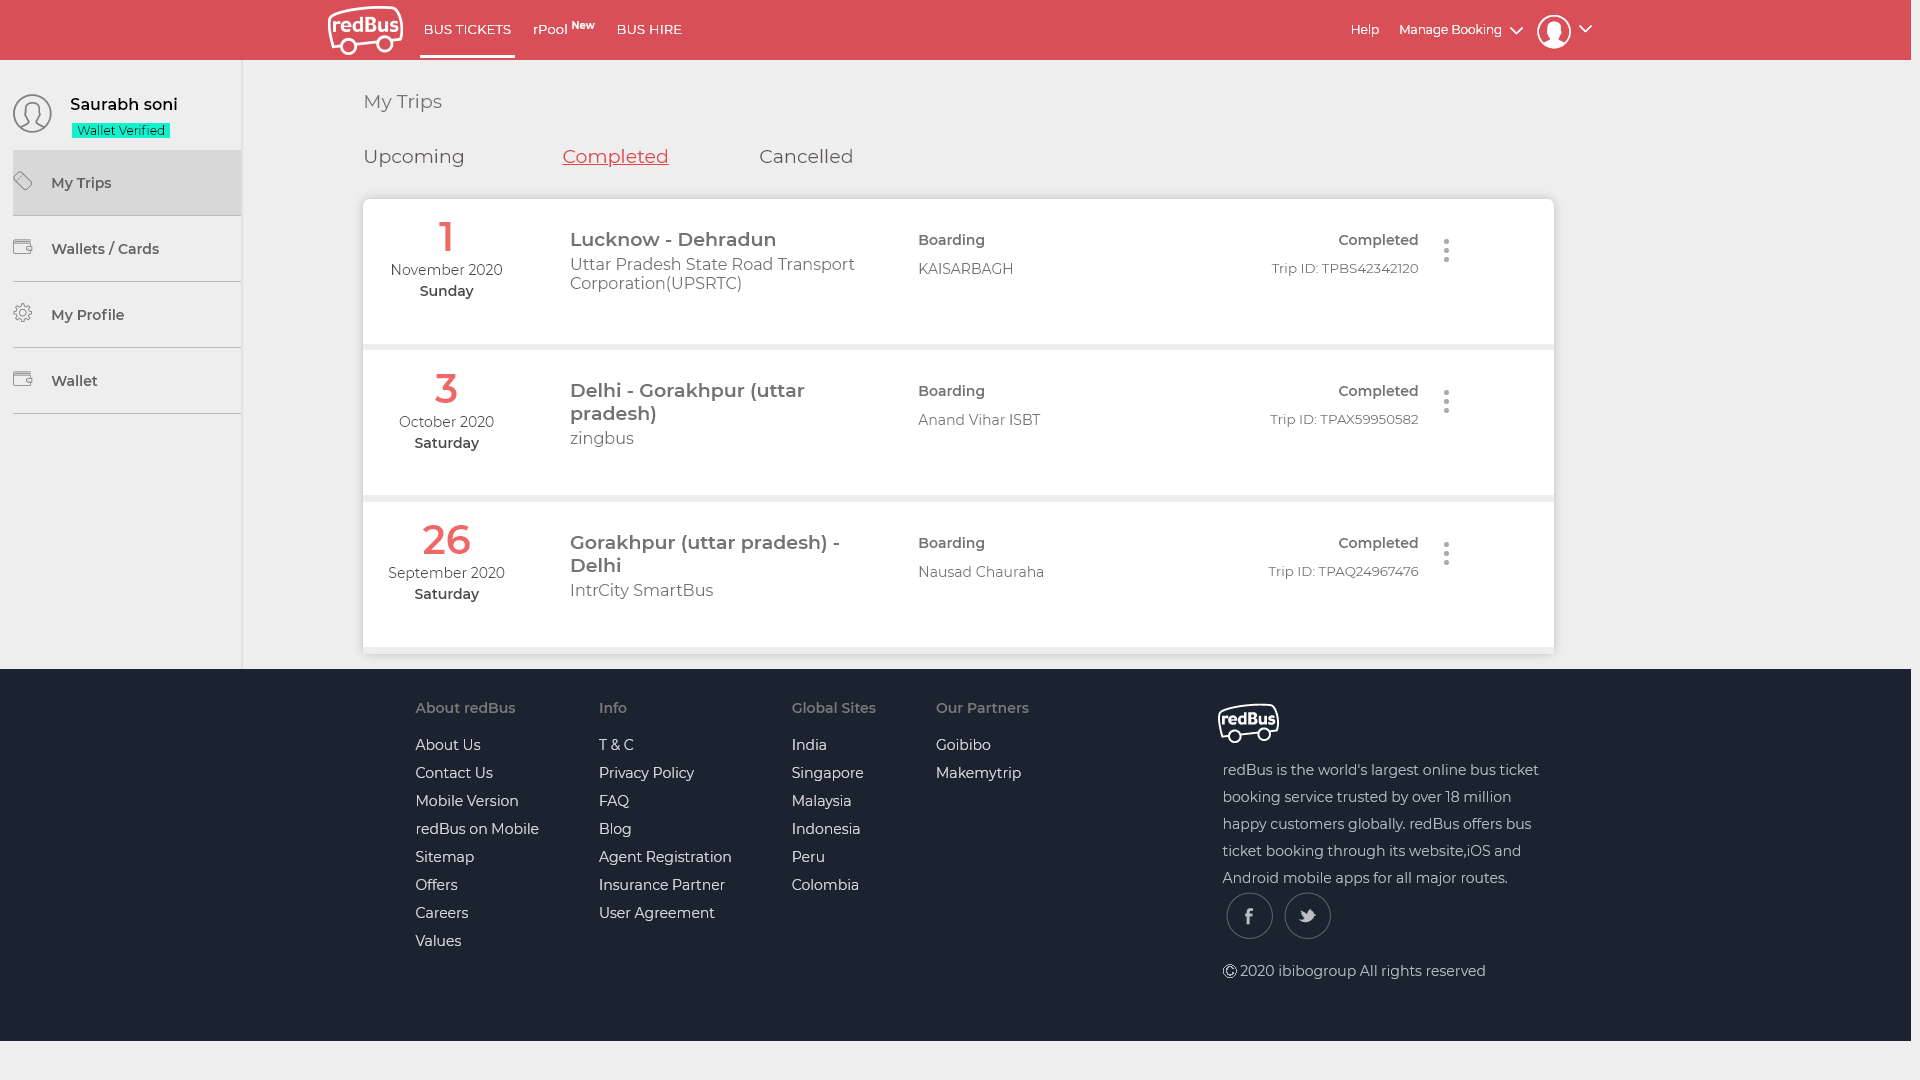 redBus BUS TICKETS rPool New BUS HIRE Help Manage Booking
Saurabh soni
Wallet Verified
My Trips
Wallets / Cards
My Profile
Wallet
My Trips
Upcoming Completed Cancelled
1
November 2020
Sunday
Lucknow - Dehradun
Uttar Pradesh State Road Transport
Corporation(UPSRTC)
Boarding
KAISARBAGH
Completed
Trip ID: TPBS42342120
3
October 2020
Saturday
Delhi - Gorakhpur (uttar
pradesh)
zingbus
Boarding
Anand Vihar ISBT
Completed
Trip ID: TPAX59950582
26
September 2020
Saturday
Gorakhpur (uttar pradesh) -
Delhi
IntrCity SmartBus
Boarding
Nausad Chauraha
Completed
Trip ID: TPAQ24967476
About redBus
About Us
Contact Us
Mobile Version
redBus on Mobile
Sitemap
Offers
Careers
Values
Info
T & C
Privacy Policy
FAQ
Blog
Agent Registration
Insurance Partner
User Agreement
Global Sites
India
Singapore
Malaysia
Indonesia
Peru
Colombia
Our Partners
Goibibo
Makemytrip
redBus
redBus is the world's largest online bus ticket
booking service trusted by over 18 million
happy customers globally. redBus offers bus
ticket booking through its website,iOS and
Android mobile apps for all major routes.
f
© 2020 ibibogroup All rights reserved